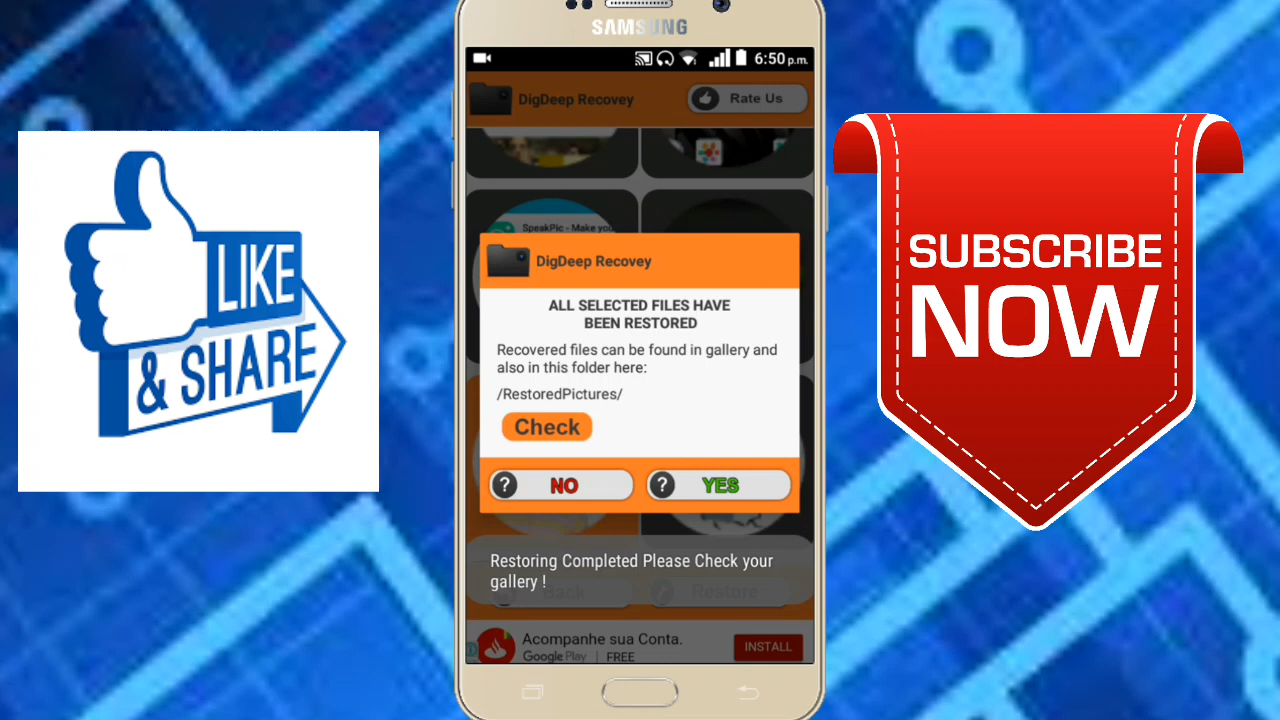 SAMSUNG
6:50 p.m.
DigDeep Recovey
Rate Us
SpeakPic - Make you
DigDeep Recovey
ALL SELECTED FILES HAVE
BEEN RESTORED
Recovered files can be found in gallery and
also in this folder here:
/RestoredPictures/
Check
? NO
? YES
Restoring Completed Please Check your
gallery !
Back
Restore
Acompanhe sua Conta.
Google Play | FREE
INSTALL
LIKE
& SHARE
SUBSCRIBE
NOW